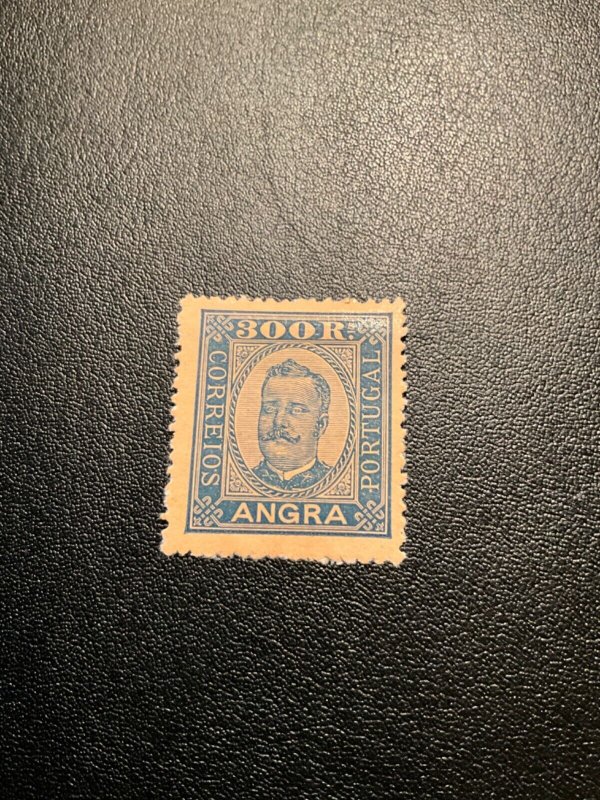 300 R.
CORREIOS
PORTUGAL
ANGRA